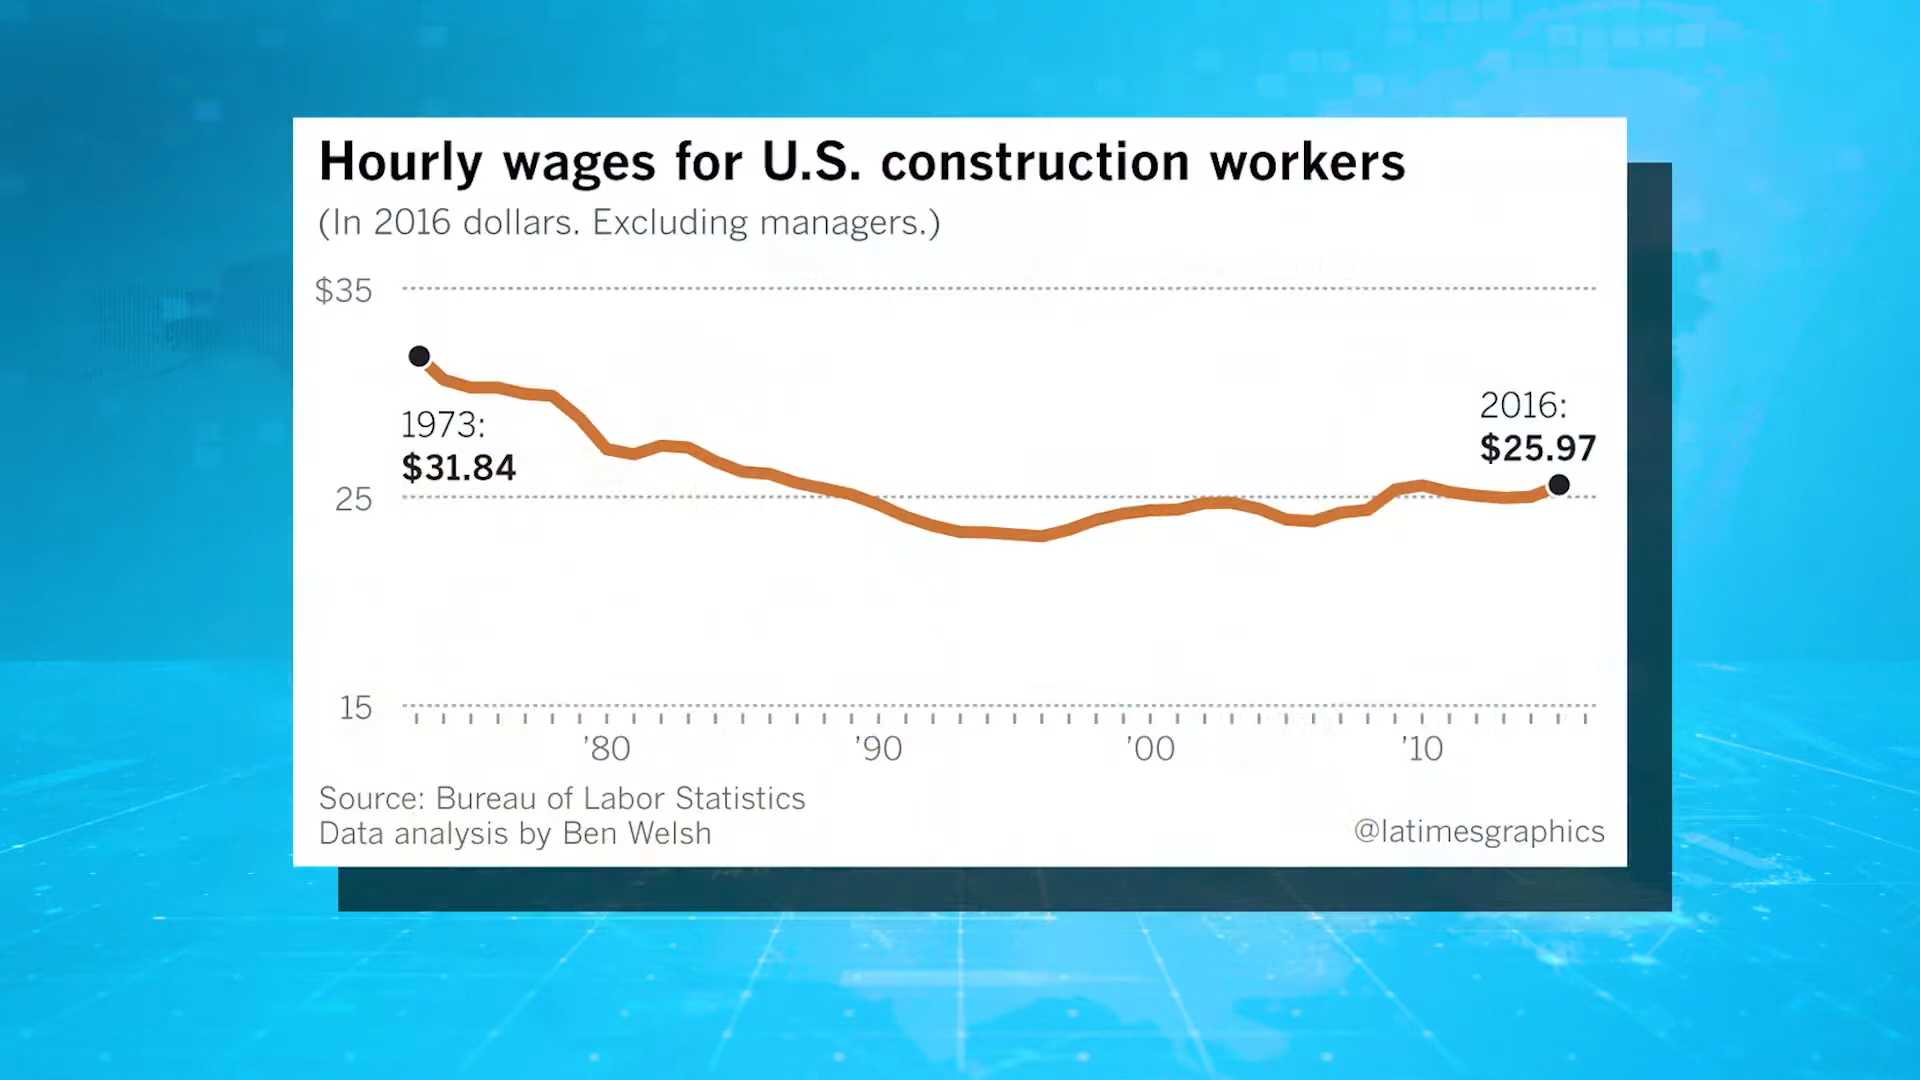 Hourly wages for U.S. construction workers
(In 2016 dollars. Excluding managers.)
$35
1973:
$31.84
2016:
$25.97
25
15
’80 ’90 ’00 ’10
Source: Bureau of Labor Statistics
Data analysis by Ben Welsh
@latimesgraphics